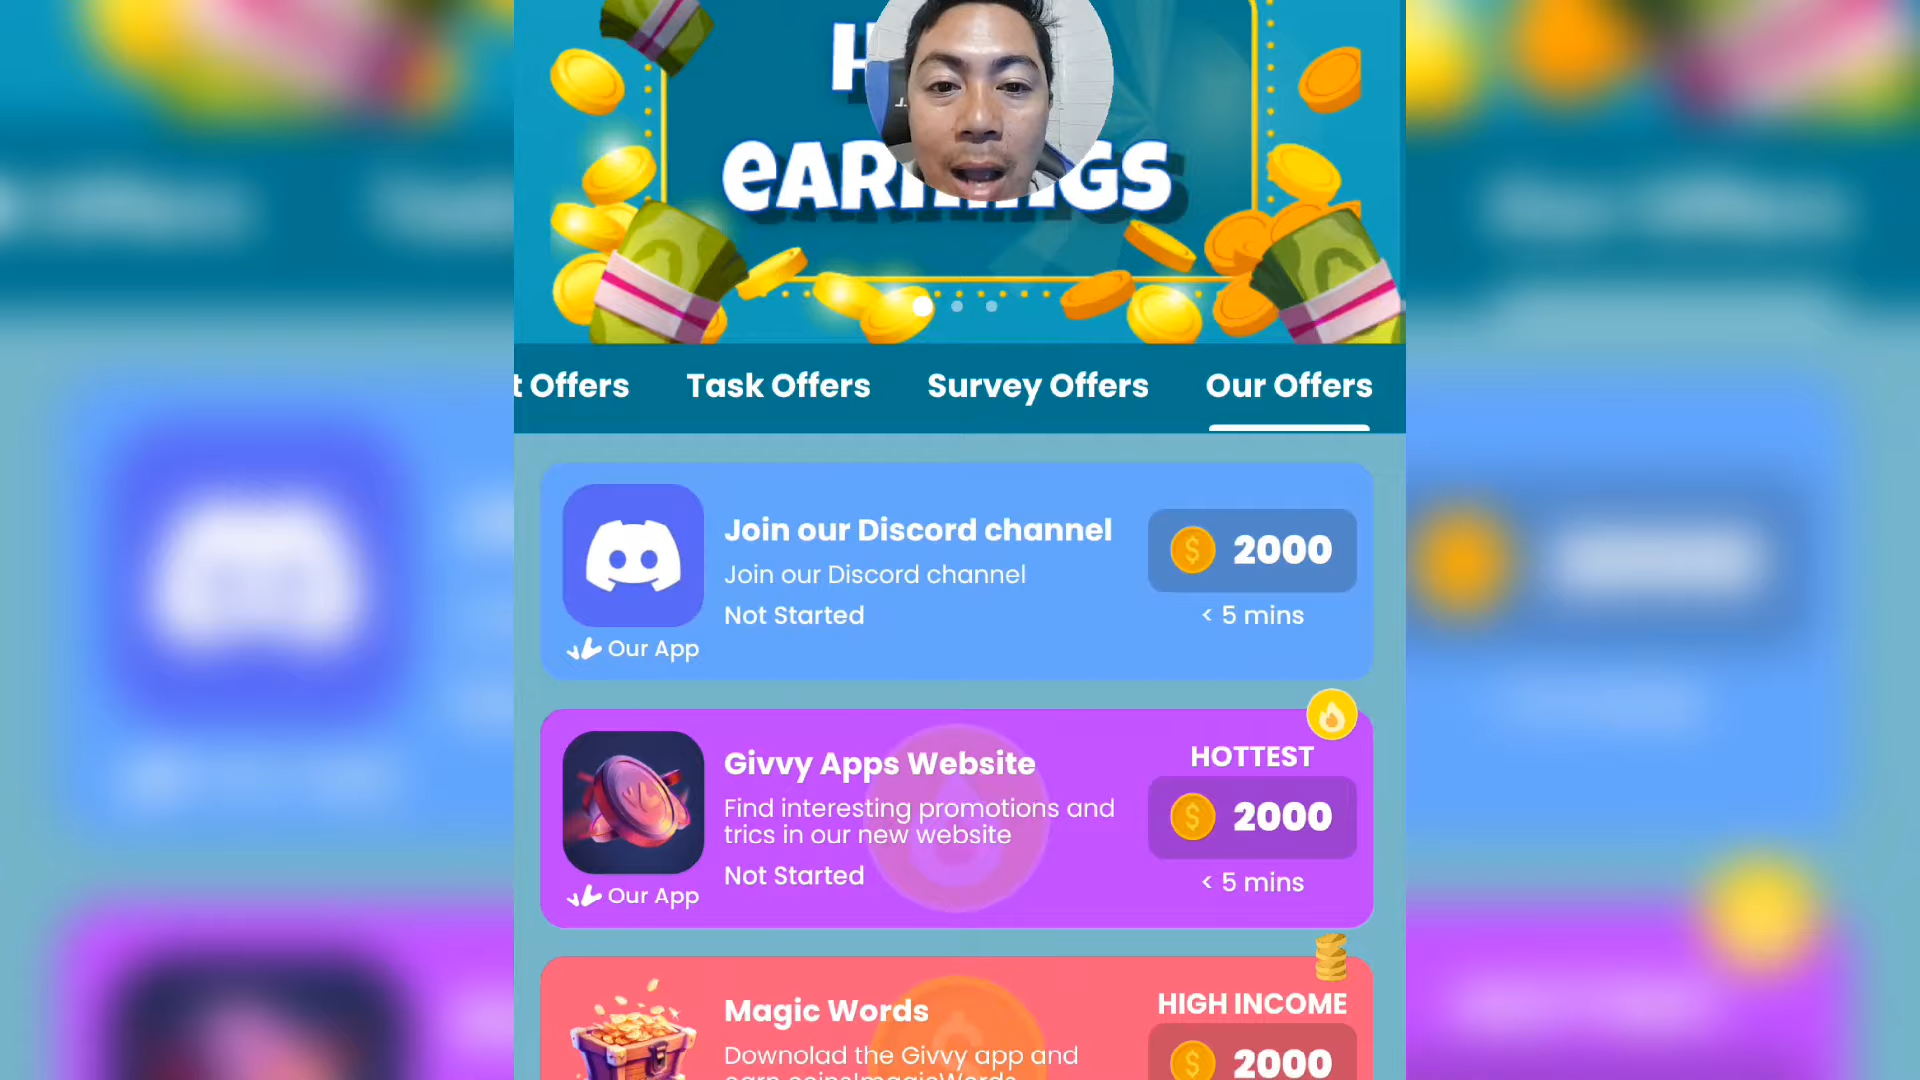 t Offers
Task Offers
Survey Offers
Our Offers
Join our Discord channel
Join our Discord channel
Not Started
Our App
2000
< 5 mins
Givvy Apps Website
Find interesting promotions and
trics in our new website
Not Started
Our App
HOTTEST
2000
< 5 mins
Magic Words
Downolad the Givvy app and
HIGH INCOME
2000